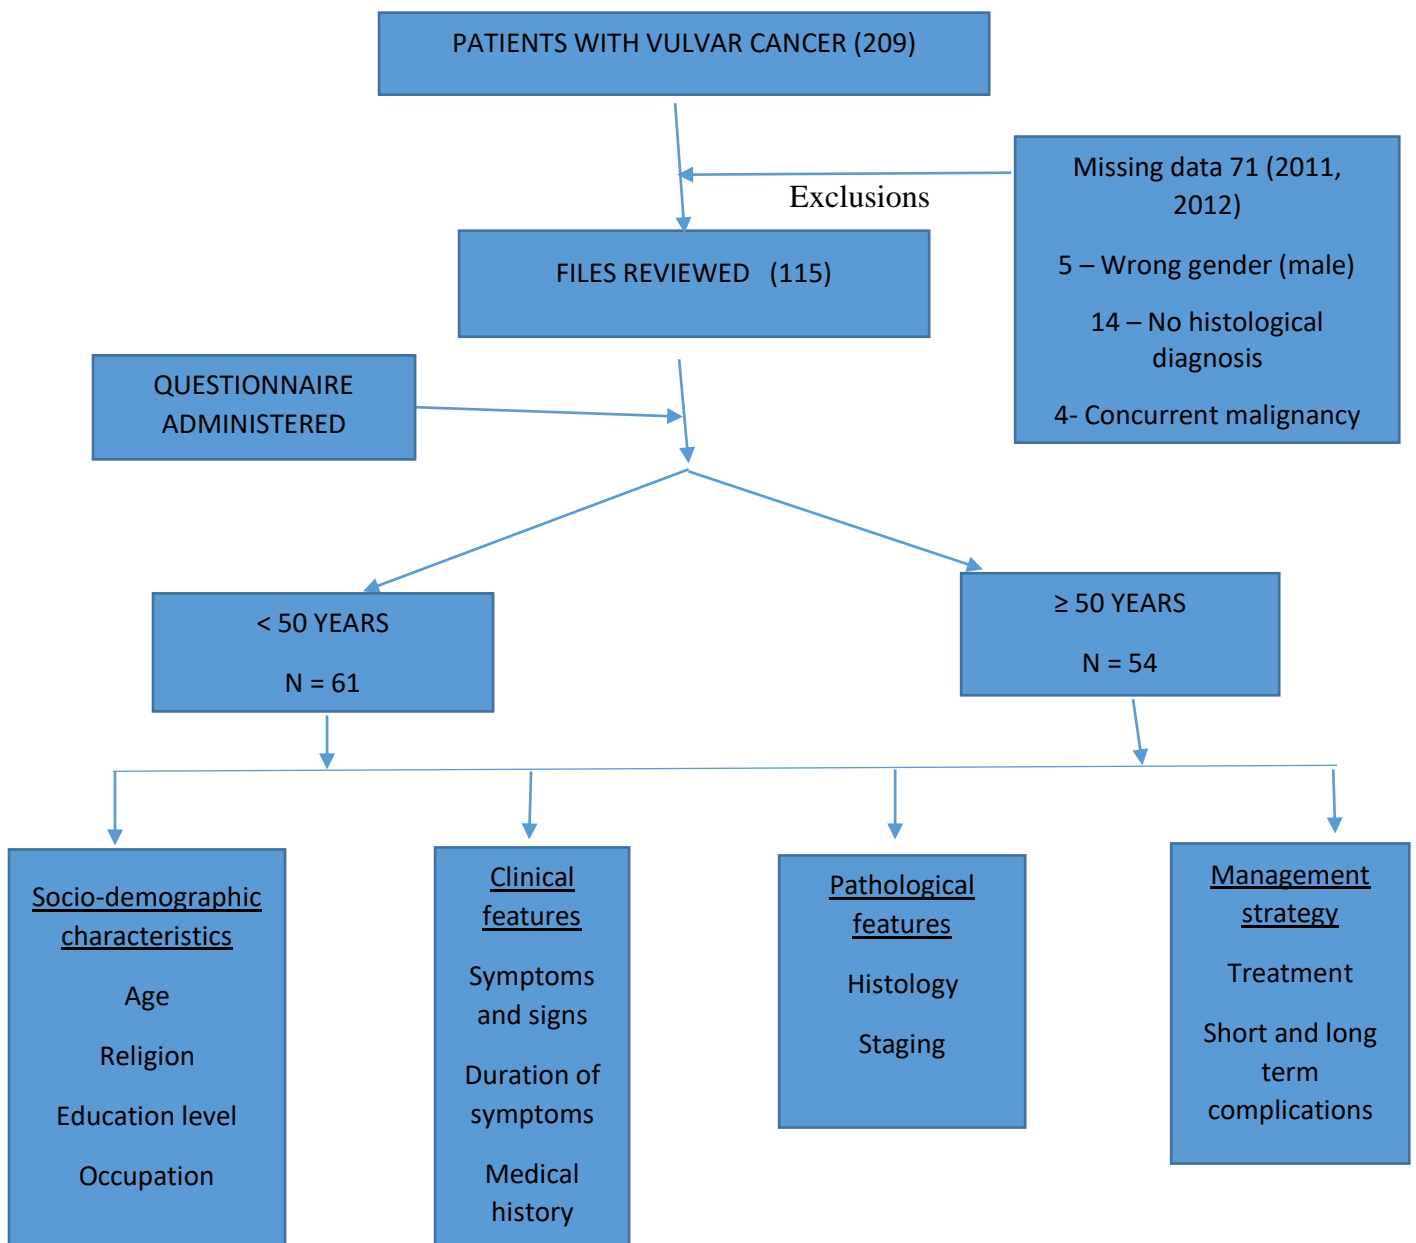 PATIENTS WITH VULVAR CANCER (209)
Missing data 71 (2011,
2012)
5 – Wrong gender (male)
14 – No histological
diagnosis
4- Concurrent malignancy
Exclusions
FILES REVIEWED (115)
QUESTIONNAIRE
ADMINISTERED
< 50 YEARS
N = 61
≥ 50 YEARS
N = 54
Socio-demographic
characteristics
Age
Religion
Education level
Occupation
Clinical
features
Symptoms
and signs
Duration of
symptoms
Medical
history
Pathological
features
Histology
Staging
Management
strategy
Treatment
Short and long
term
complications